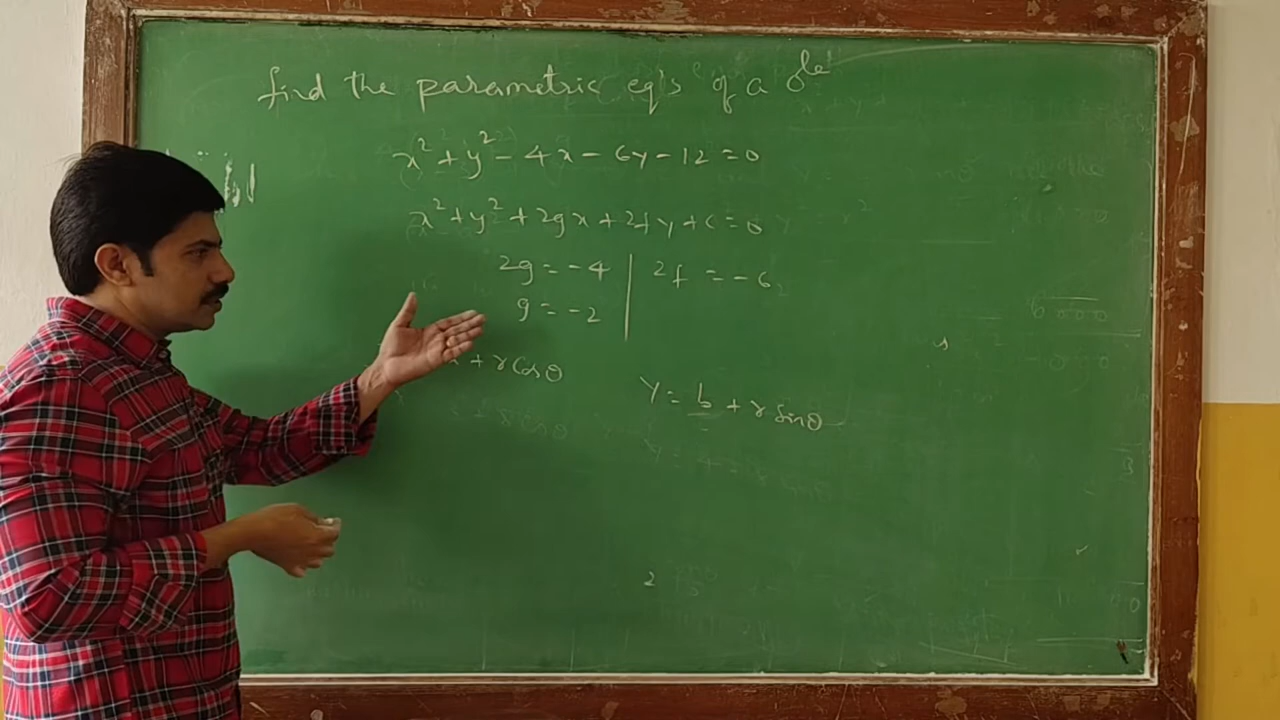 find the parametric eq's of a ole
x² + y² - 4x - 6y - 12 = 0
x² + y² + 2gx + 2fy + c = 0
2g = -4 | 2f = -6
g = -2
+ r cos θ
y = b + r sin θ